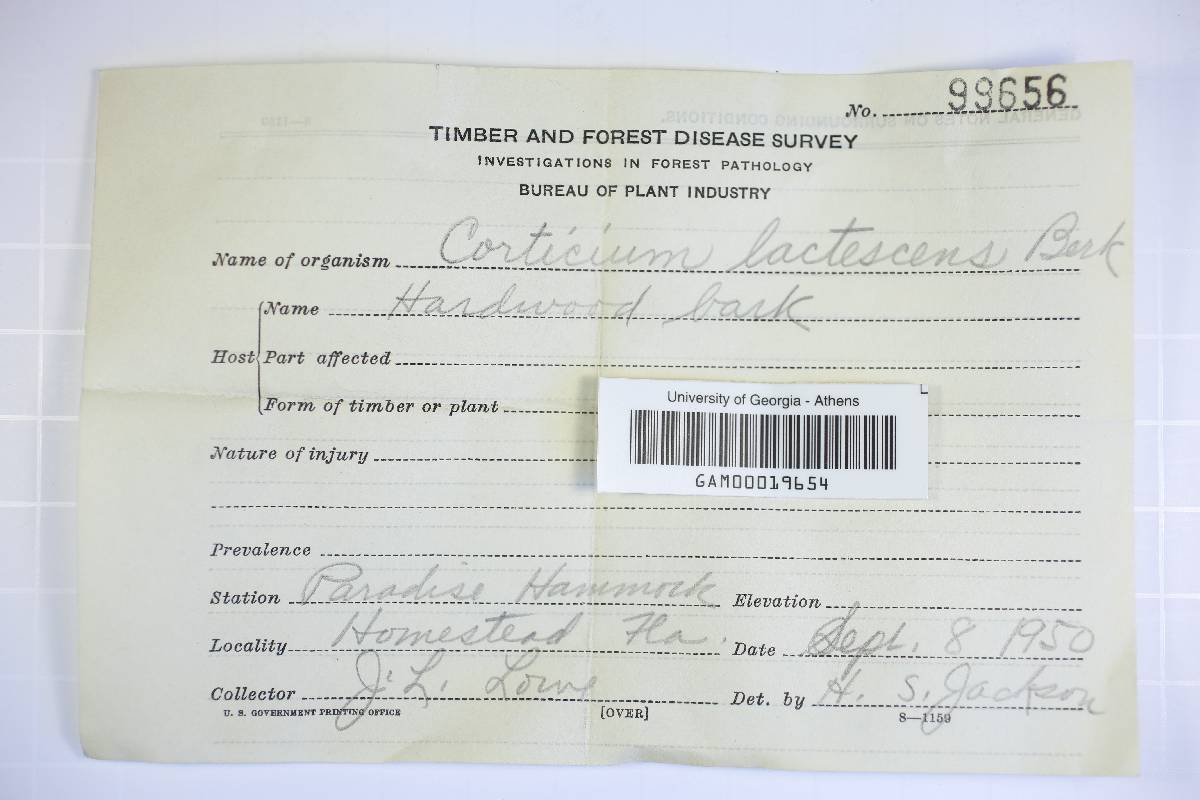 No. 99656
TIMBER AND FOREST DISEASE SURVEY
INVESTIGATIONS IN FOREST PATHOLOGY
BUREAU OF PLANT INDUSTRY
Name of organism Corticium lactescens Berk
Host
Name Hardwood bark
Part affected
Form of timber or plant
University of Georgia - Athens
GAM00019654
Nature of injury
Prevalence
Station Paradise Hammock Elevation
Locality Homestead Fla. Date Sept. 8 1950
Collector J. L. Lowe Det. by H. S. Jackson
U. S. GOVERNMENT PRINTING OFFICE [OVER] 8—1159